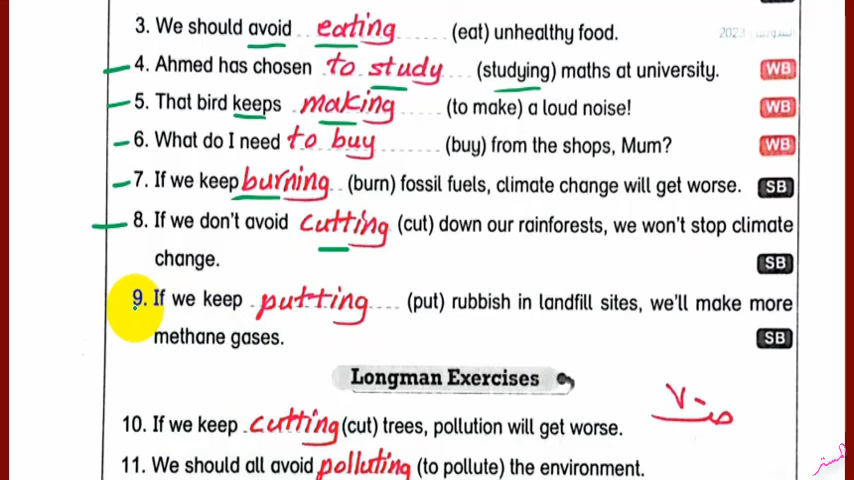 3. We should avoid eating (eat) unhealthy food.
4. Ahmed has chosen to study (studying) maths at university. WB
5. That bird keeps making (to make) a loud noise! WB
6. What do I need to buy (buy) from the shops, Mum? WB
7. If we keep burning (burn) fossil fuels, climate change will get worse. SB
8. If we don't avoid cutting (cut) down our rainforests, we won't stop climate
change. SB
9. If we keep putting (put) rubbish in landfill sites, we'll make more
methane gases. SB
Longman Exercises
10. If we keep cutting (cut) trees, pollution will get worse.
11. We should all avoid polluting (to pollute) the environment.